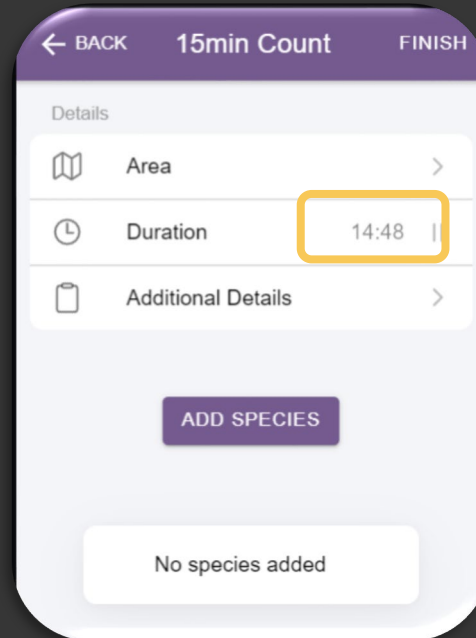 ← BACK 15min Count FINISH
Details
Area
Duration 14:48
Additional Details
ADD SPECIES
No species added